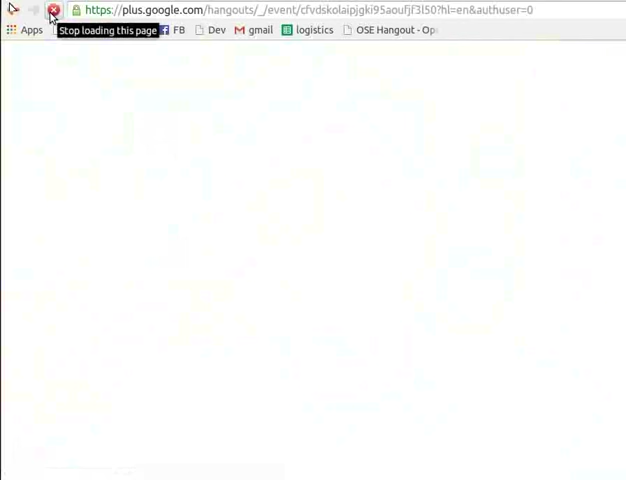 https://plus.google.com/hangouts/_/event/cfvdskolaipjgki95aoufjf3l50?hl=en&authuser=0
Apps Stop loading this page FB Dev gmail logistics OSE Hangout - Ope